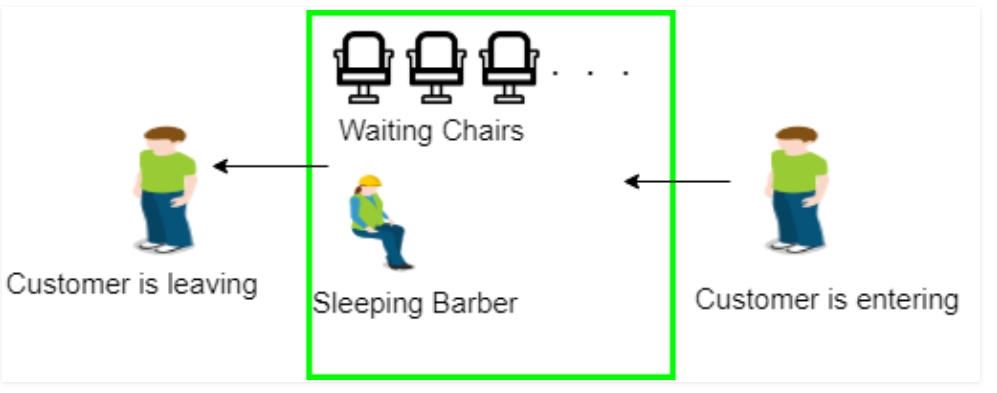 . . .
Waiting Chairs
Customer is leaving
Sleeping Barber
Customer is entering